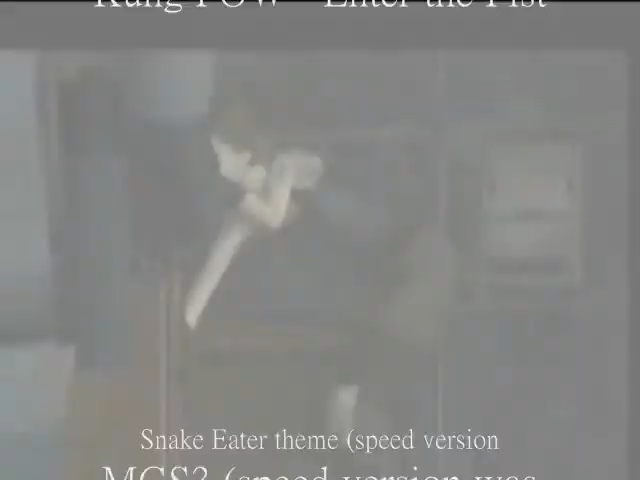 Kung POW - Enter the Fist
Snake Eater theme (speed version
MGS3 (speed version was